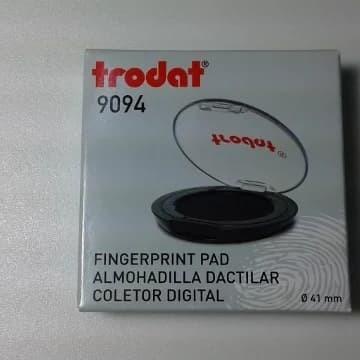 trodat®
9094
trodat®
FINGERPRINT PAD
ALMOHADILLA DACTILAR
COLETOR DIGITAL
Ø 41 mm